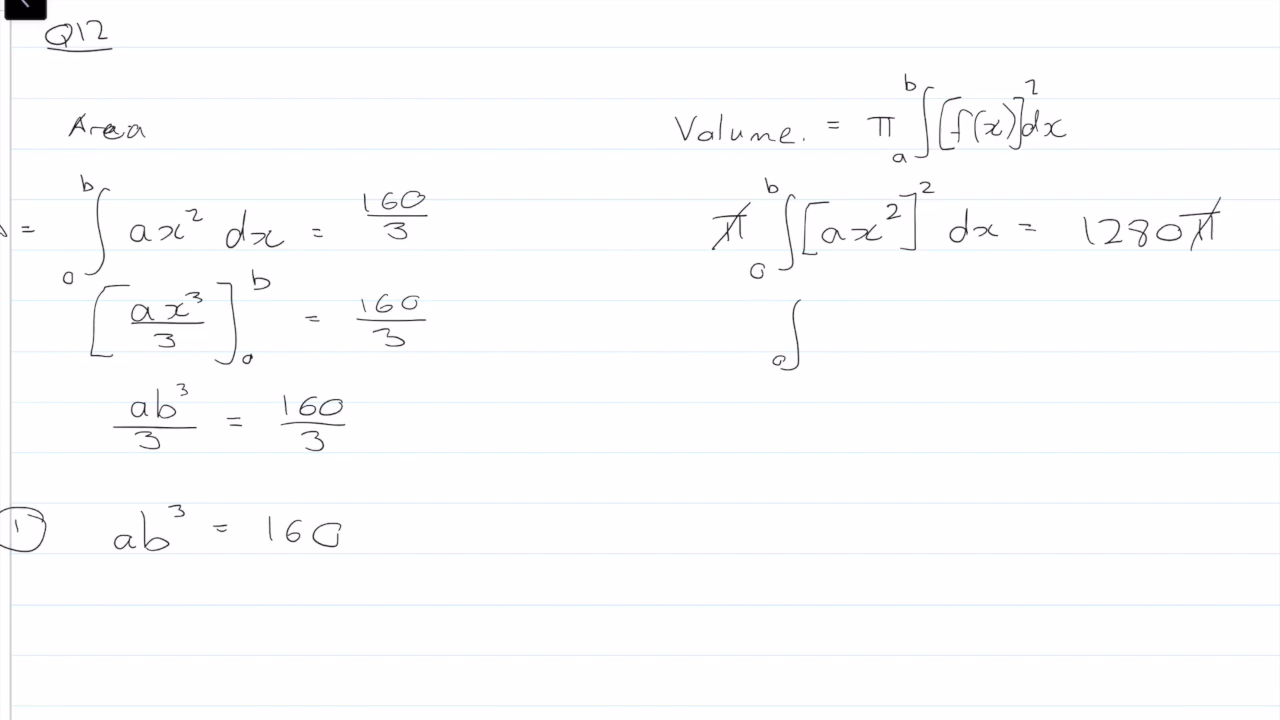 Q12
Area
Volume. = π ∫_a^b [f(x)]² dx
= ∫_0^b ax² dx = 160/3
π ∫_0^b [ax²]² dx = 1280π
[ax³/3]_0^b = 160/3
∫_0
ab³/3 = 160/3
① ab³ = 160